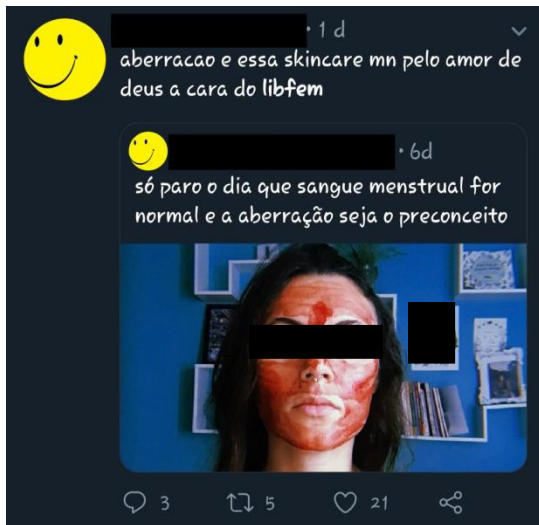 · 1 d
aberracao e essa skincare mn pelo amor de
deus a cara do libfem
· 6d
só paro o dia que sangue menstrual for
normal e a aberração seja o preconceito
3 5 21